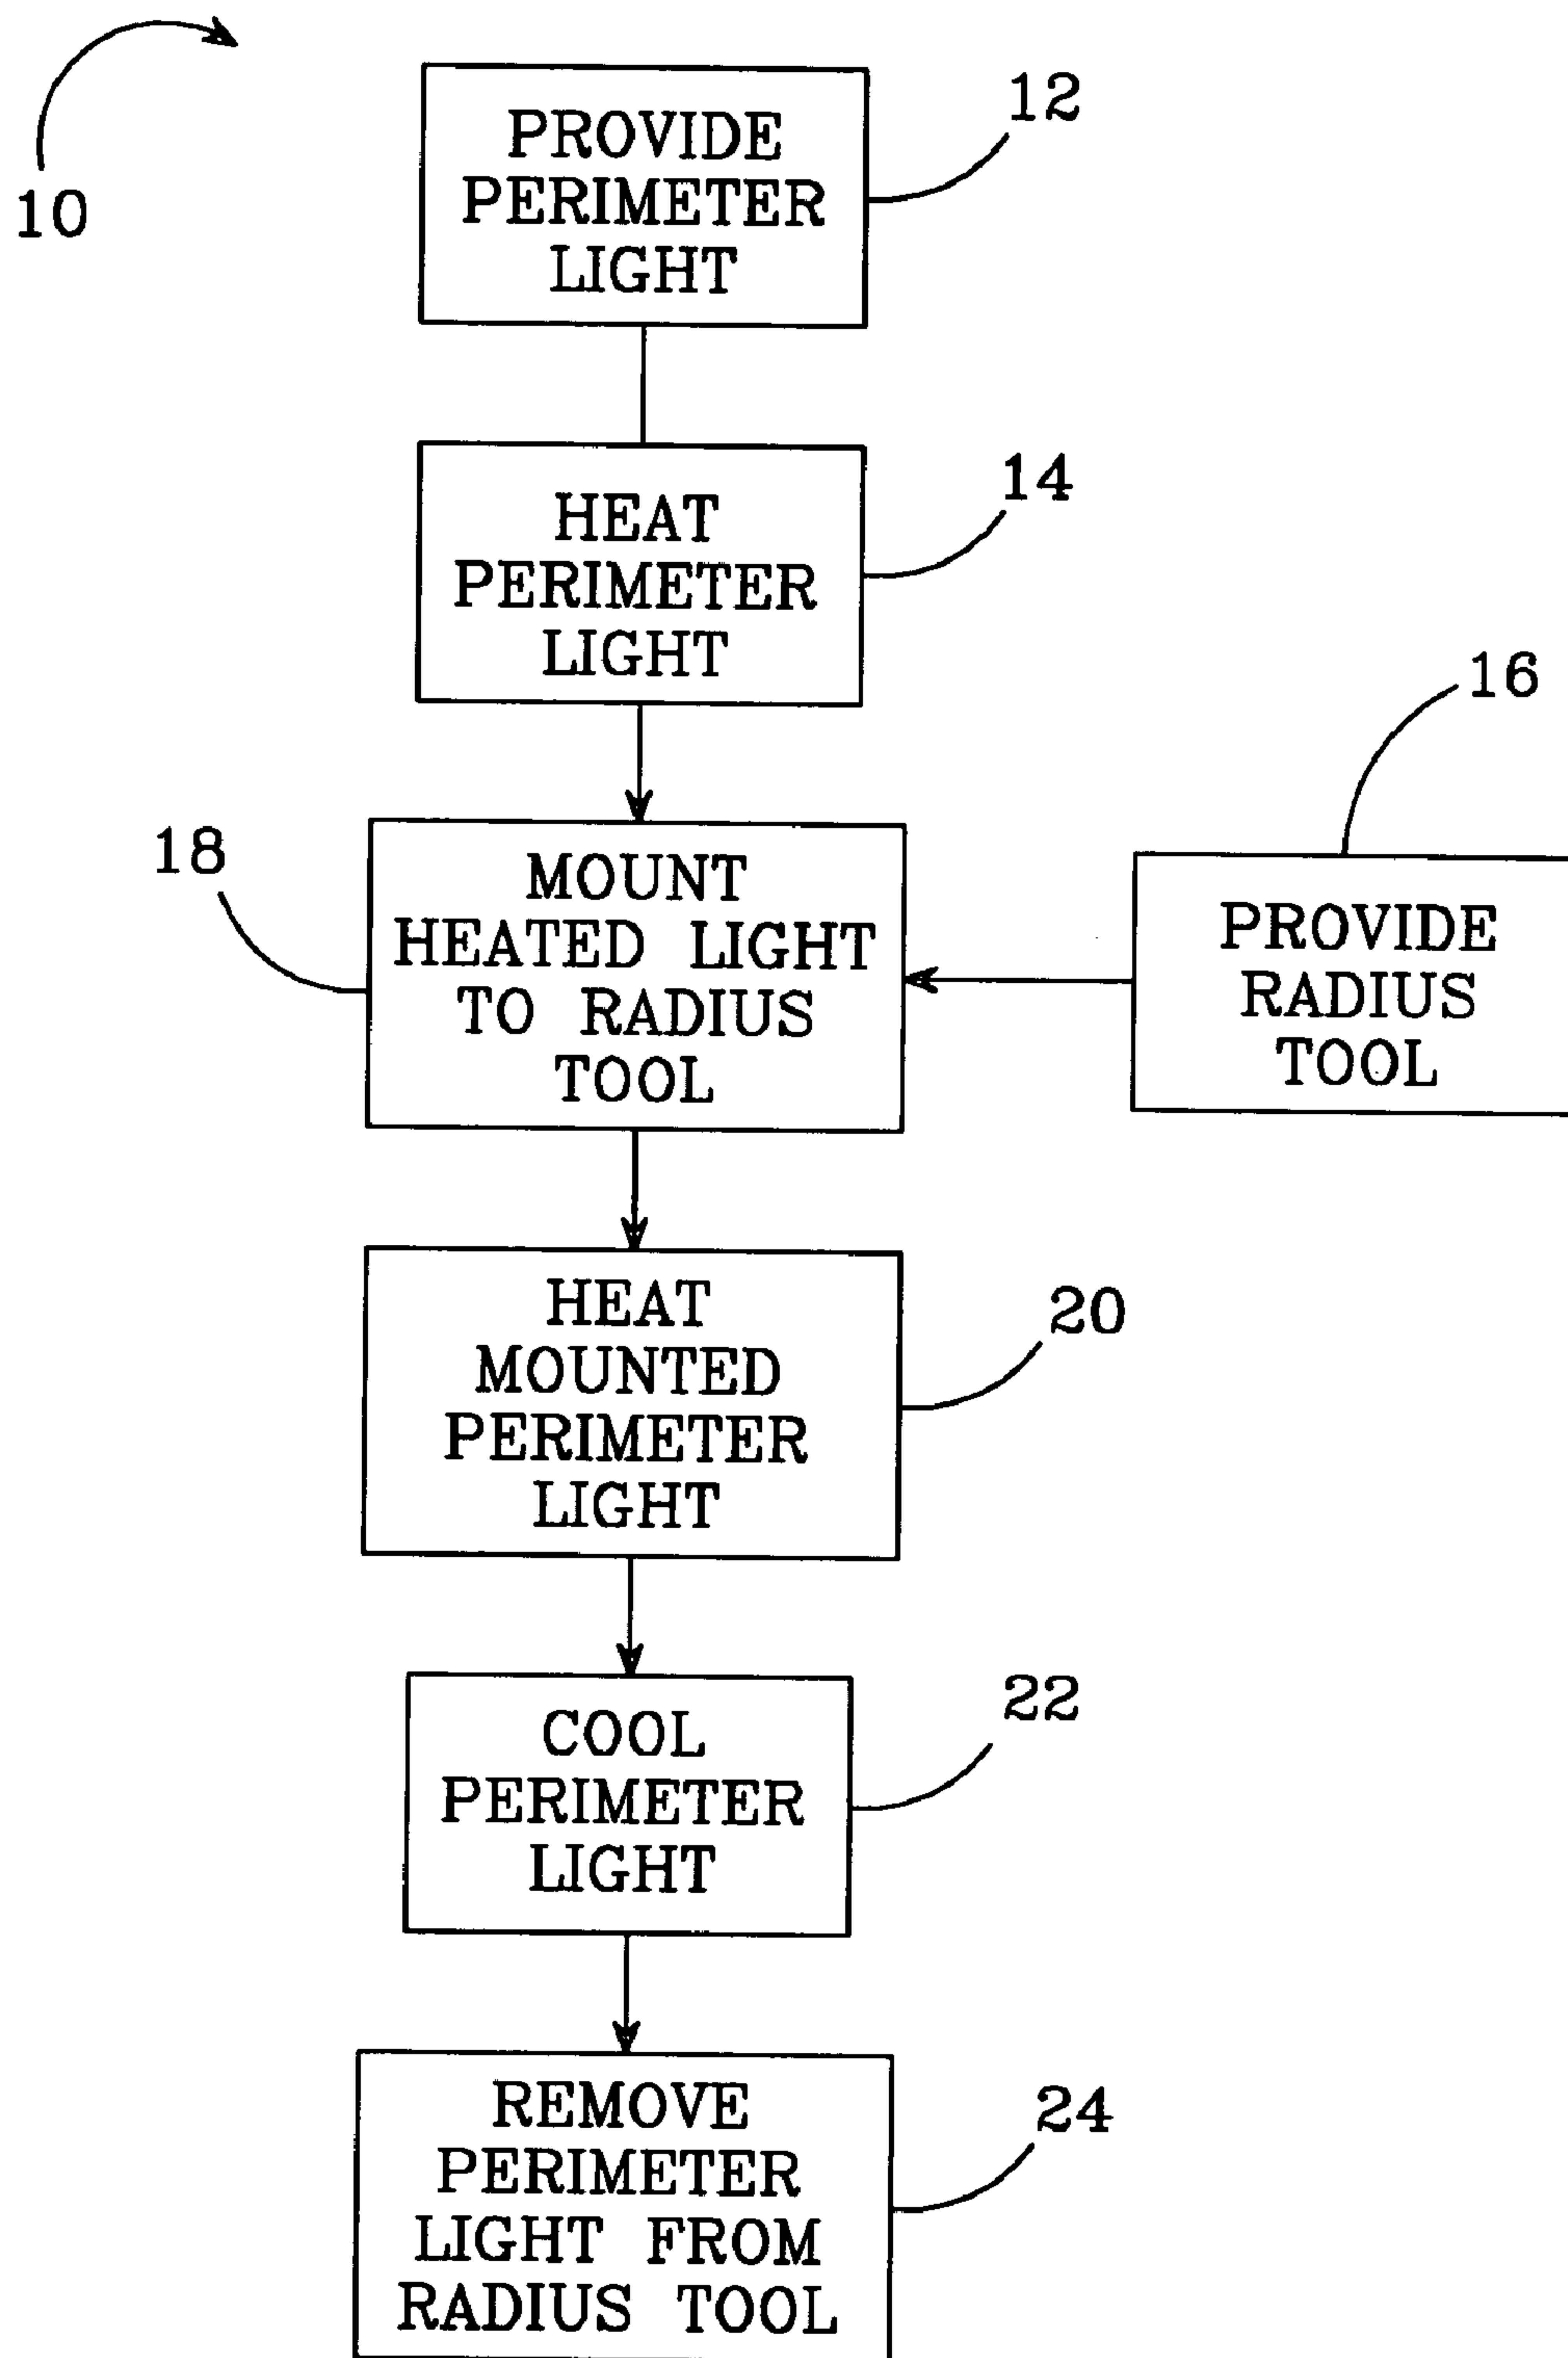 10
12
PROVIDE
PERIMETER
LIGHT
14
HEAT
PERIMETER
LIGHT
16
PROVIDE
RADIUS
TOOL
18
MOUNT
HEATED LIGHT
TO RADIUS
TOOL
20
HEAT
MOUNTED
PERIMETER
LIGHT
22
COOL
PERIMETER
LIGHT
24
REMOVE
PERIMETER
LIGHT FROM
RADIUS TOOL